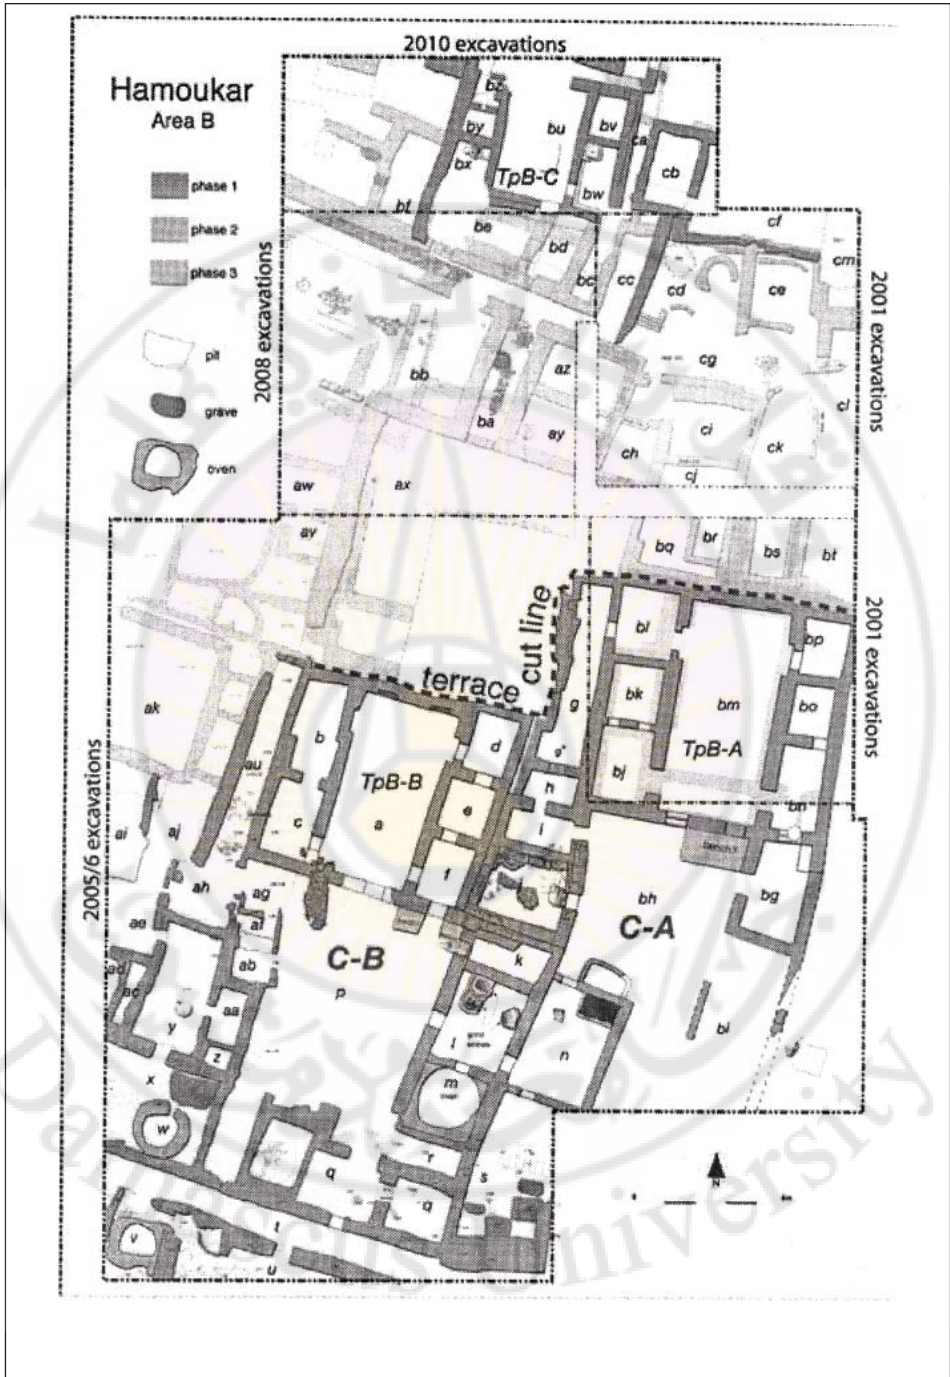 2010 excavations
Hamoukar
Area B
phase 1
phase 2
phase 3
pit
grave
oven
2008 excavations
2001 excavations
2001 excavations
2005/6 excavations
bz
by
bu
bv
ca
bx
TpB-C
bw
cb
bf
be
bd
bc
cc
cf
cd
ce
cm
bb
az
cg
cl
ba
ay
ch
ci
ck
cj
aw
ax
bq
br
bs
bt
cut line
terrace
bl
bp
ak
b
d
g
bk
bm
bo
au
TpB-B
TpB-A
h
bj
c
a
e
i
bn
ai
aj
f
ah
ag
bh
bg
C-A
ae
ab
C-B
k
p
ad
ac
aa
y
l
n
bi
z
x
m
oven
w
r
q
s
q
t
v
u
N
Damascus University